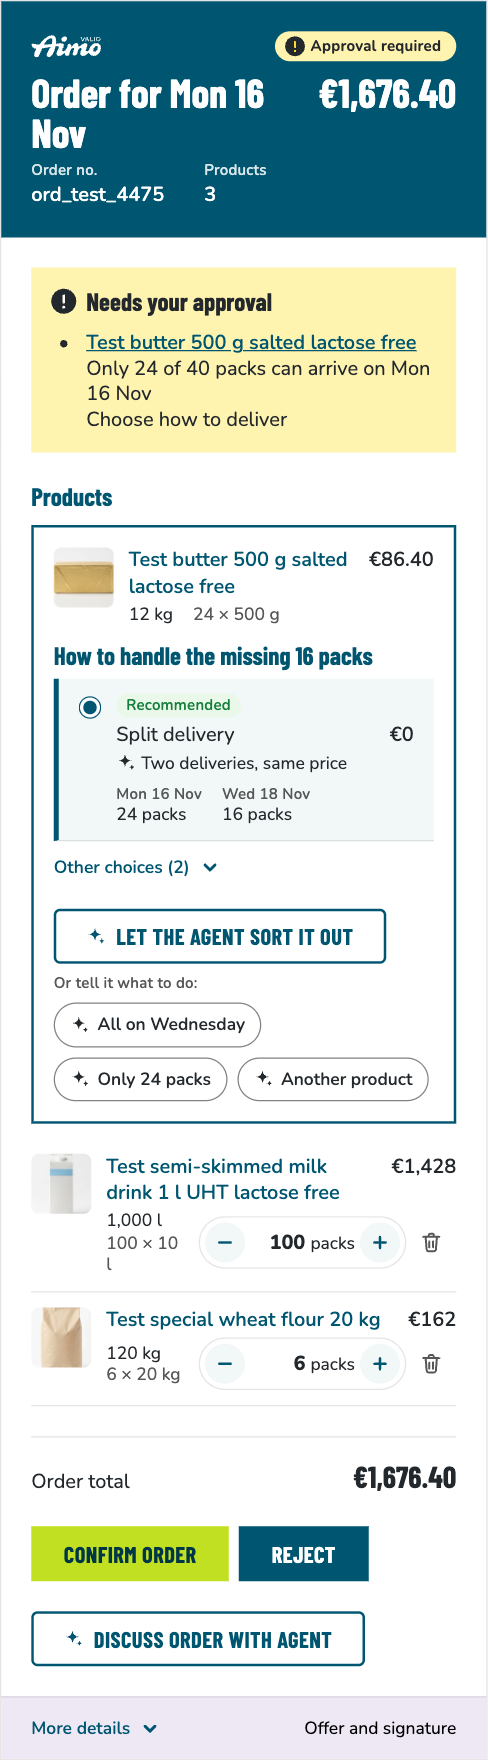 Aimo VALIO
Approval required
Order for Mon 16 Nov
€1,676.40
Order no.
ord_test_4475
Products
3
Needs your approval
• Test butter 500 g salted lactose free
Only 24 of 40 packs can arrive on Mon
16 Nov
Choose how to deliver
Products
Test butter 500 g salted
lactose free
€86.40
12 kg 24 × 500 g
How to handle the missing 16 packs
Recommended
Split delivery €0
Two deliveries, same price
Mon 16 Nov Wed 18 Nov
24 packs 16 packs
Other choices (2)
LET THE AGENT SORT IT OUT
Or tell it what to do:
All on Wednesday
Only 24 packs
Another product
Test semi-skimmed milk
drink 1 l UHT lactose free
€1,428
1,000 l
100 × 10
l
− 100 packs +
Test special wheat flour 20 kg €162
120 kg
6 × 20 kg
− 6 packs +
Order total €1,676.40
CONFIRM ORDER
REJECT
DISCUSS ORDER WITH AGENT
More details
Offer and signature